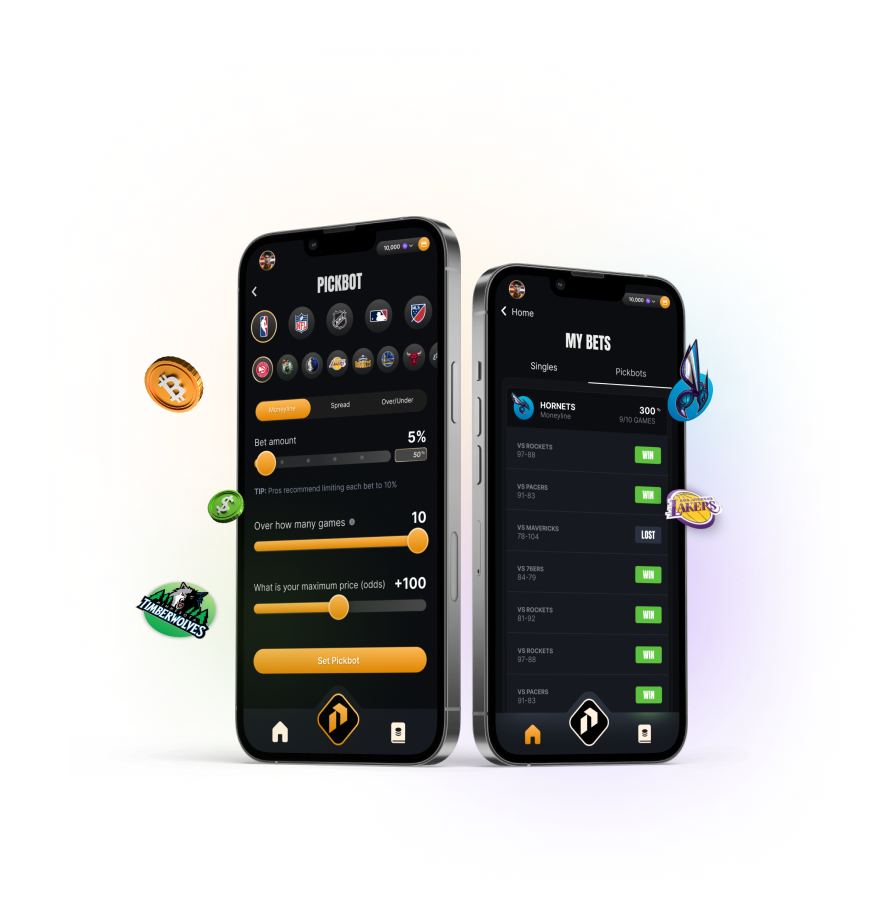 10,000
PICKBOT
NFL
Moneyline
Spread
Over/Under
Bet amount
5%
50
TIP: Pros recommend limiting each bet to 10%
Over how many games
10
What is your maximum price (odds)
+100
Set Pickbot
10,000
Home
MY BETS
Singles
Pickbots
HORNETS
Moneyline
300
9/10 GAMES
VS ROCKETS
97-88
WIN
VS PACERS
91-83
WIN
VS MAVERICKS
78-104
LOST
VS 76ERS
84-79
WIN
VS ROCKETS
81-92
WIN
VS ROCKETS
97-88
WIN
VS PACERS
91-83
WIN
LAKERS
TIMBERWOLVES